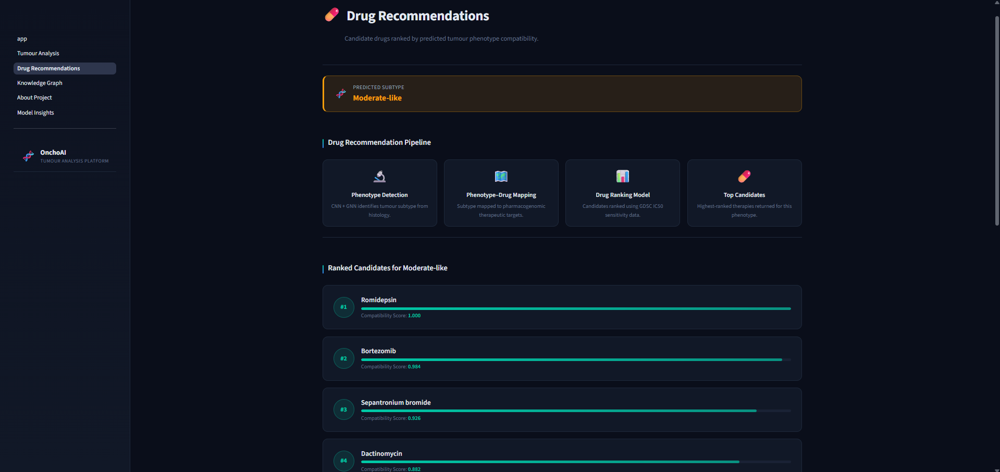 app
Tumour Analysis
Drug Recommendations
Knowledge Graph
About Project
Model Insights
OnchoAI
TUMOUR ANALYSIS PLATFORM
Drug Recommendations
Candidate drugs ranked by predicted tumour phenotype compatibility.
PREDICTED SUBTYPE
Moderate-like
Drug Recommendation Pipeline
Phenotype Detection
CNN + GNN identifies tumour subtype from
histology.
Phenotype–Drug Mapping
Subtype mapped to pharmacogenomic
therapeutic targets.
Drug Ranking Model
Candidates ranked using GDSC IC50
sensitivity data.
Top Candidates
Highest-ranked therapies returned for this
phenotype.
Ranked Candidates for Moderate-like
#1
Romidepsin
Compatibility Score: 1.000
#2
Bortezomib
Compatibility Score: 0.984
#3
Sepantronium bromide
Compatibility Score: 0.926
#4
Dactinomycin
Compatibility Score: 0.882